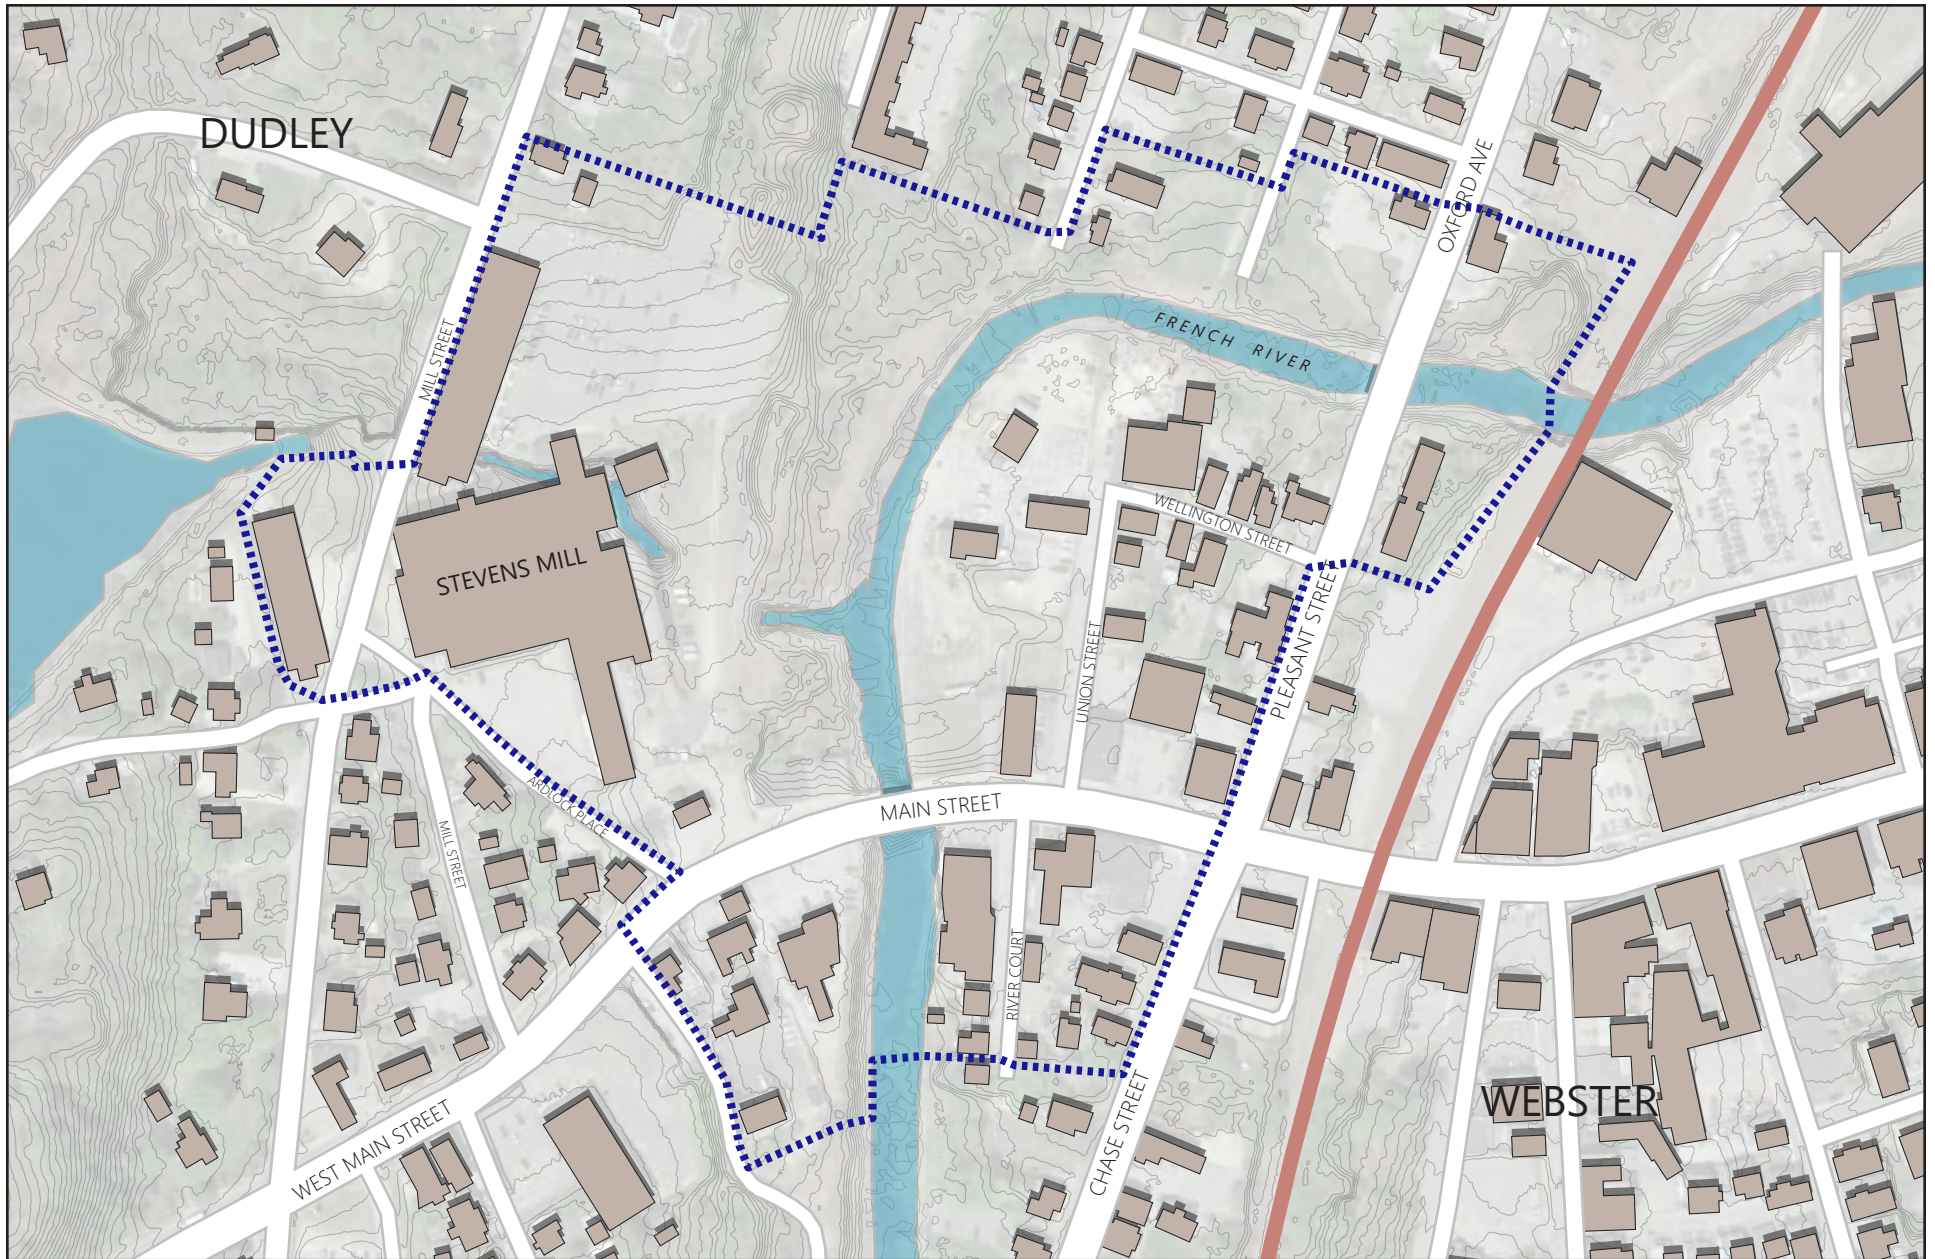 DUDLEY
OXFORD AVE
FRENCH RIVER
MILL STREET
WELLINGTON STREET
STEVENS MILL
PLEASANT STREET
UNION STREET
ARDLOCK PLACE
MAIN STREET
MILL STREET
RIVER COURT
WEBSTER
CHASE STREET
WEST MAIN STREET